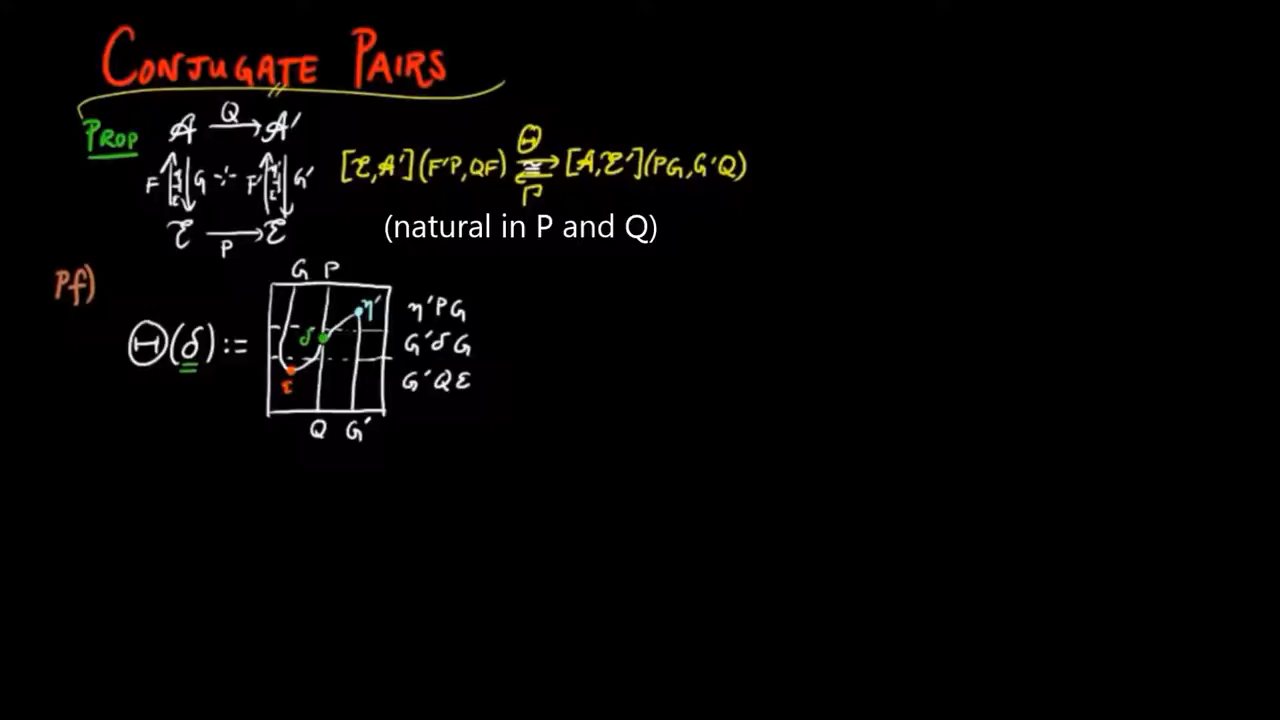 CONJUGATE PAIRS
PROP
A Q A'
F G F' G'
E P E
[E, A'](F'P, QF) Θ ≅ Γ [A, E'](PG, G'Q)
(natural in P and Q)
Pf)
G P
Θ(δ) :=
η'
δ
ε
Q G'
η'PG
G'δG
G'Qε